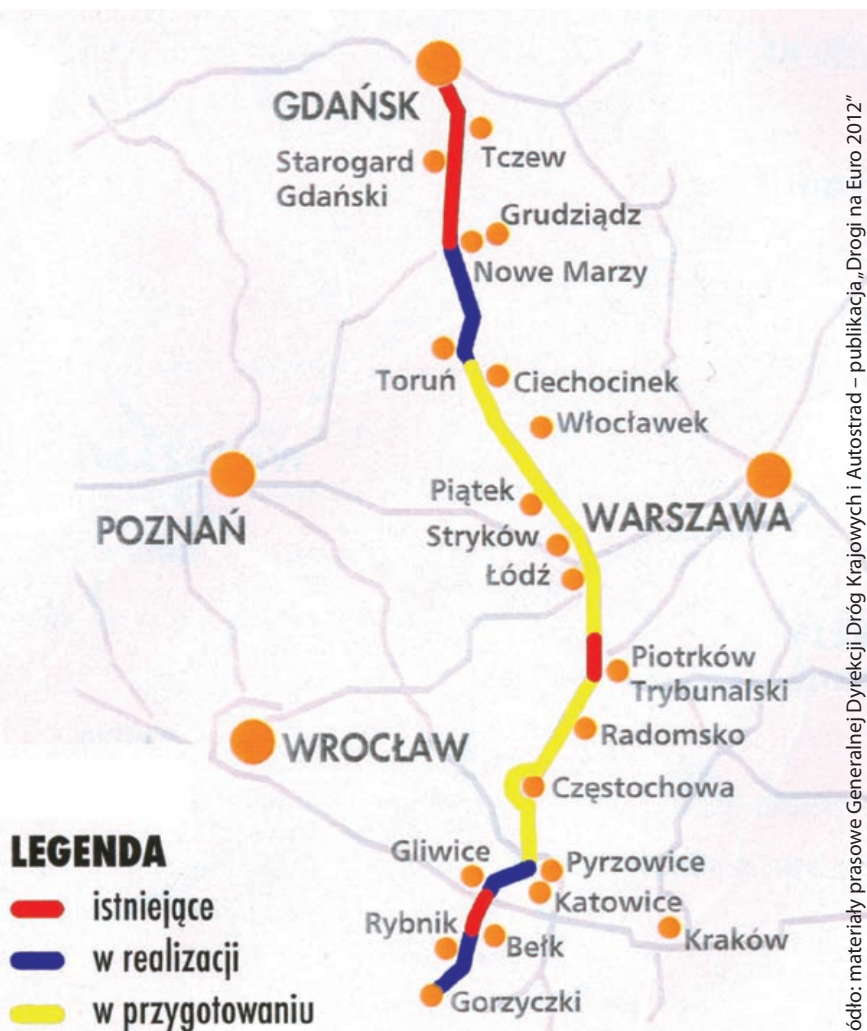 GDAŃSK
Tczew
Starogard
Gdański
Grudziądz
Nowe Marzy
Toruń
Ciechocinek
Włocławek
POZNAŃ
Piątek
WARSZAWA
Stryków
Łódź
Piotrków
Trybunalski
Radomsko
WROCŁAW
Częstochowa
Gliwice
Pyrzowice
Katowice
Rybnik
Bełk
Kraków
Gorzyczki
LEGENDA
istniejące
w realizacji
w przygotowaniu
materiały prasowe Generalnej Dyrekcji Dróg Krajowych i Autostrad – publikacja „Drogi na Euro 2012”